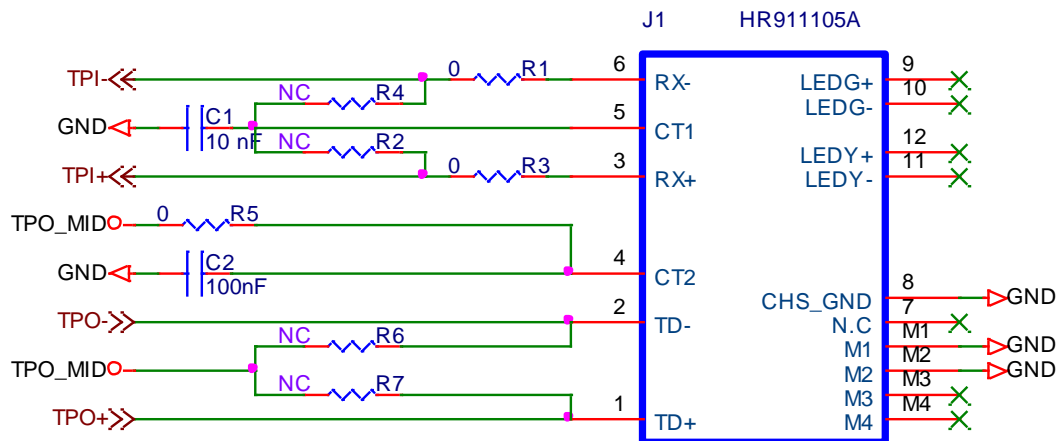 J1 HR911105A
TPI- 0 R1 6 RX- LEDG+ 9
NC R4 LEDG- 10
GND C1 5 CT1
10 nF
NC R2 LEDY+ 12
TPI+ 0 R3 3 RX+ LEDY- 11
TPO_MID 0 R5
GND C2 4 CT2
100nF
CHS_GND 8 GND
TPO- 2 TD- N.C 7
NC R6 M1 M1 GND
TPO_MID M2 M2 GND
NC R7 M3 M3
TPO+ 1 TD+ M4 M4